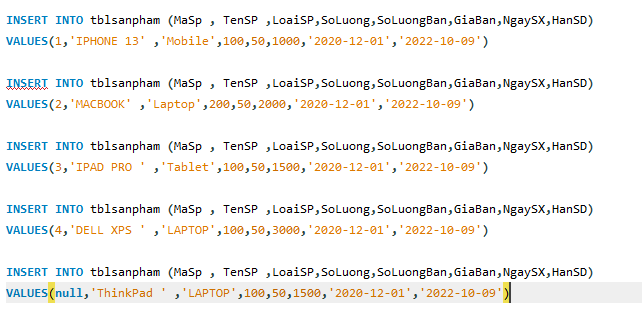 INSERT INTO tblsanpham (MaSp , TenSP ,LoaiSP,SoLuong,SoLuongBan,GiaBan,NgaySX,HanSD)
VALUES(1,'IPHONE 13' ,'Mobile',100,50,1000,'2020-12-01','2022-10-09')
INSERT INTO tblsanpham (MaSp , TenSP ,LoaiSP,SoLuong,SoLuongBan,GiaBan,NgaySX,HanSD)
VALUES(2,'MACBOOK' ,'Laptop',200,50,2000,'2020-12-01','2022-10-09')
INSERT INTO tblsanpham (MaSp , TenSP ,LoaiSP,SoLuong,SoLuongBan,GiaBan,NgaySX,HanSD)
VALUES(3,'IPAD PRO ' ,'Tablet',100,50,1500,'2020-12-01','2022-10-09')
INSERT INTO tblsanpham (MaSp , TenSP ,LoaiSP,SoLuong,SoLuongBan,GiaBan,NgaySX,HanSD)
VALUES(4,'DELL XPS ' ,'LAPTOP',100,50,3000,'2020-12-01','2022-10-09')
INSERT INTO tblsanpham (MaSp , TenSP ,LoaiSP,SoLuong,SoLuongBan,GiaBan,NgaySX,HanSD)
VALUES(null,'ThinkPad ' ,'LAPTOP',100,50,1500,'2020-12-01','2022-10-09')